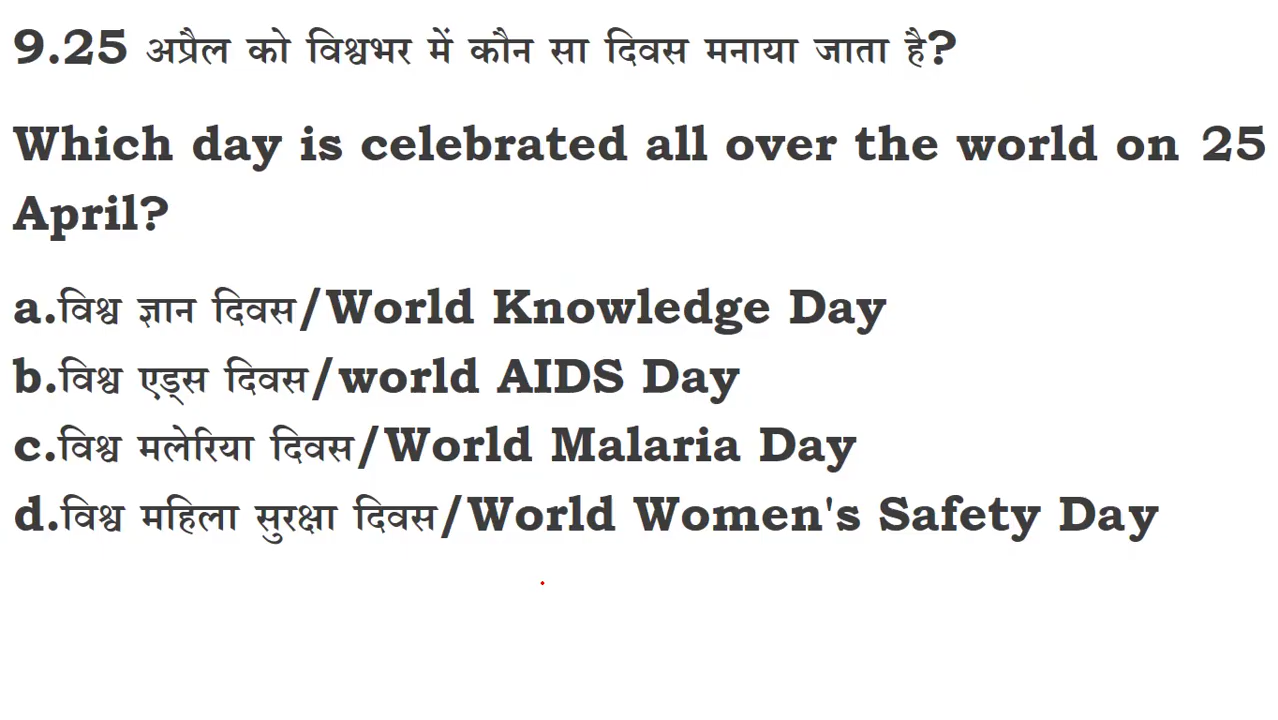 9.25 अप्रैल को विश्वभर में कौन सा दिवस मनाया जाता है?
Which day is celebrated all over the world on 25
April?
a.विश्व ज्ञान दिवस/World Knowledge Day
b.विश्व एड्स दिवस/world AIDS Day
c.विश्व मलेरिया दिवस/World Malaria Day
d.विश्व महिला सुरक्षा दिवस/World Women's Safety Day